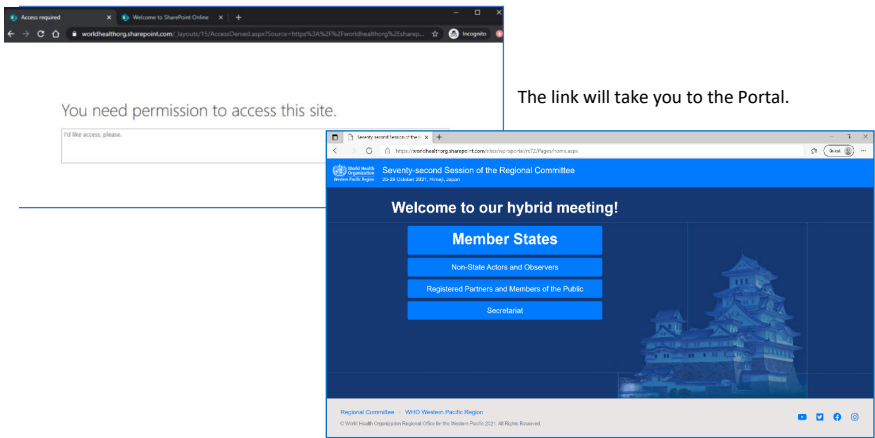 Access required
Welcome to SharePoint Online
worldhealthorg.sharepoint.com/_layouts/15/AccessDenied.aspx?Source=https%3A%2F%2Fworldhealthorg%2Esharep...
Incognito
You need permission to access this site.
I'd like access, please.
The link will take you to the Portal.
Seventy-second Session of the R
https://worldhealthorg.sharepoint.com/sites/wproportal/rc72/Pages/home.aspx
Guest
World Health
Organization
Western Pacific Region
Seventy-second Session of the Regional Committee
25-29 October 2021, Himeji, Japan
Welcome to our hybrid meeting!
Member States
Non-State Actors and Observers
Registered Partners and Members of the Public
Secretariat
Regional Committee - WHO Western Pacific Region
© World Health Organization Regional Office for the Western Pacific 2021. All Rights Reserved.